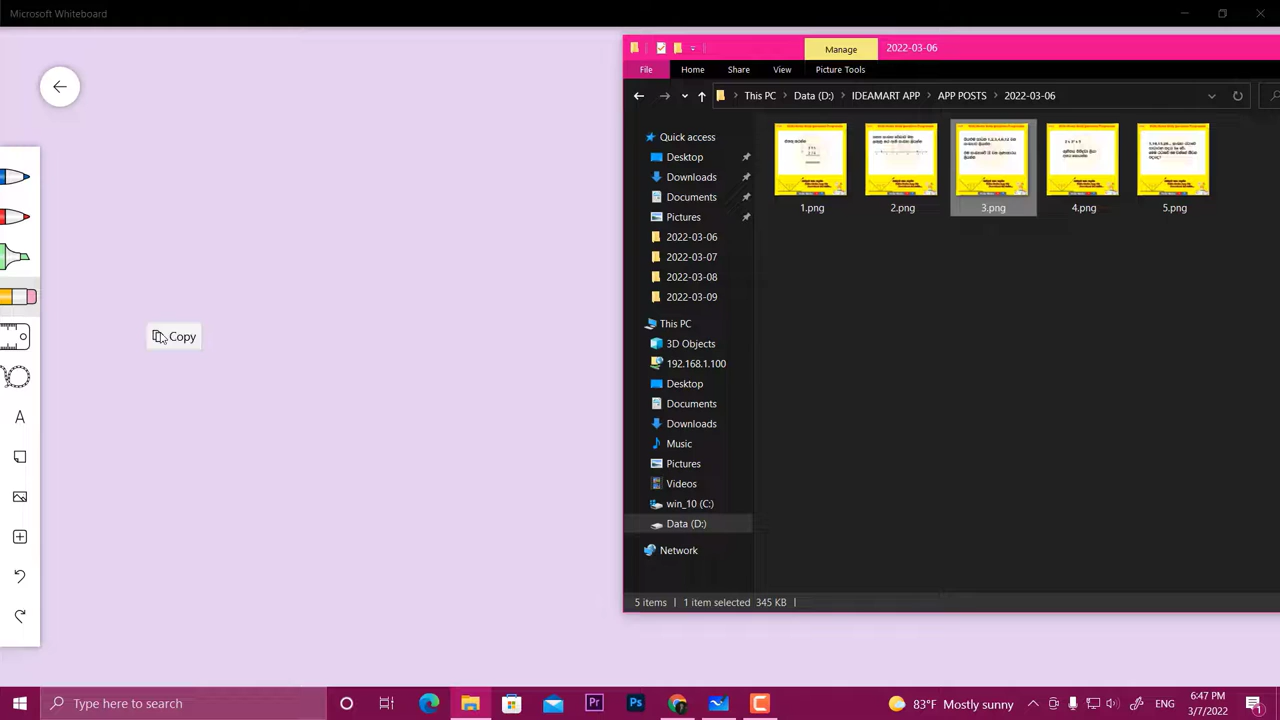 Microsoft Whiteboard
Manage
2022-03-06
File
Home
Share
View
Picture Tools
This PC
Data (D:)
IDEAMART APP
APP POSTS
2022-03-06
Quick access
Desktop
Downloads
Documents
Pictures
2022-03-06
2022-03-07
2022-03-08
2022-03-09
This PC
3D Objects
192.168.1.100
Desktop
Documents
Downloads
Music
Pictures
Videos
win_10 (C:)
Data (D:)
Network
1.png
2.png
3.png
4.png
5.png
Copy
A
5 items
1 item selected 345 KB
Type here to search
Pr
Ps
83°F Mostly sunny
ENG
6:47 PM
3/7/2022
1